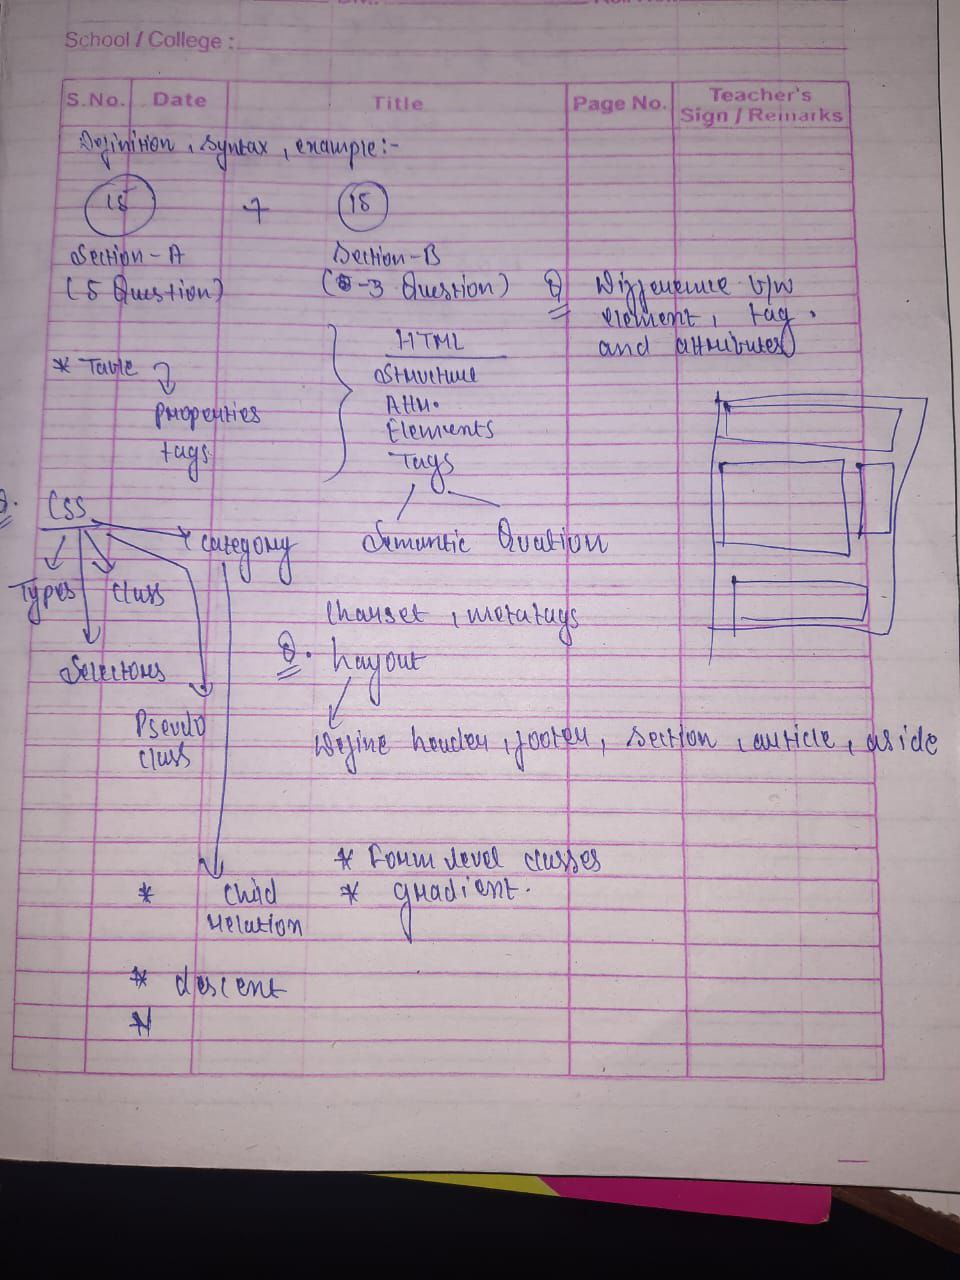 School / College :
S.No. Date Title Page No. Teacher's Sign / Remarks
Definition, Syntax, example:-
15 + 15
Section-A Section-B
(5 Question) (3 Question)
Q Difference b/w
element, tag.
and attributes
HTML
Structure
Attr.
Elements
Tags
* Table
properties
tags
Semantic
CSS
Category
Types class
Selectors
Pseudo
class
charset, metatags
Q. Layout
Define header, footer, section, article, aside
* Form level classes
* Child * gradient.
relation
* descent
*